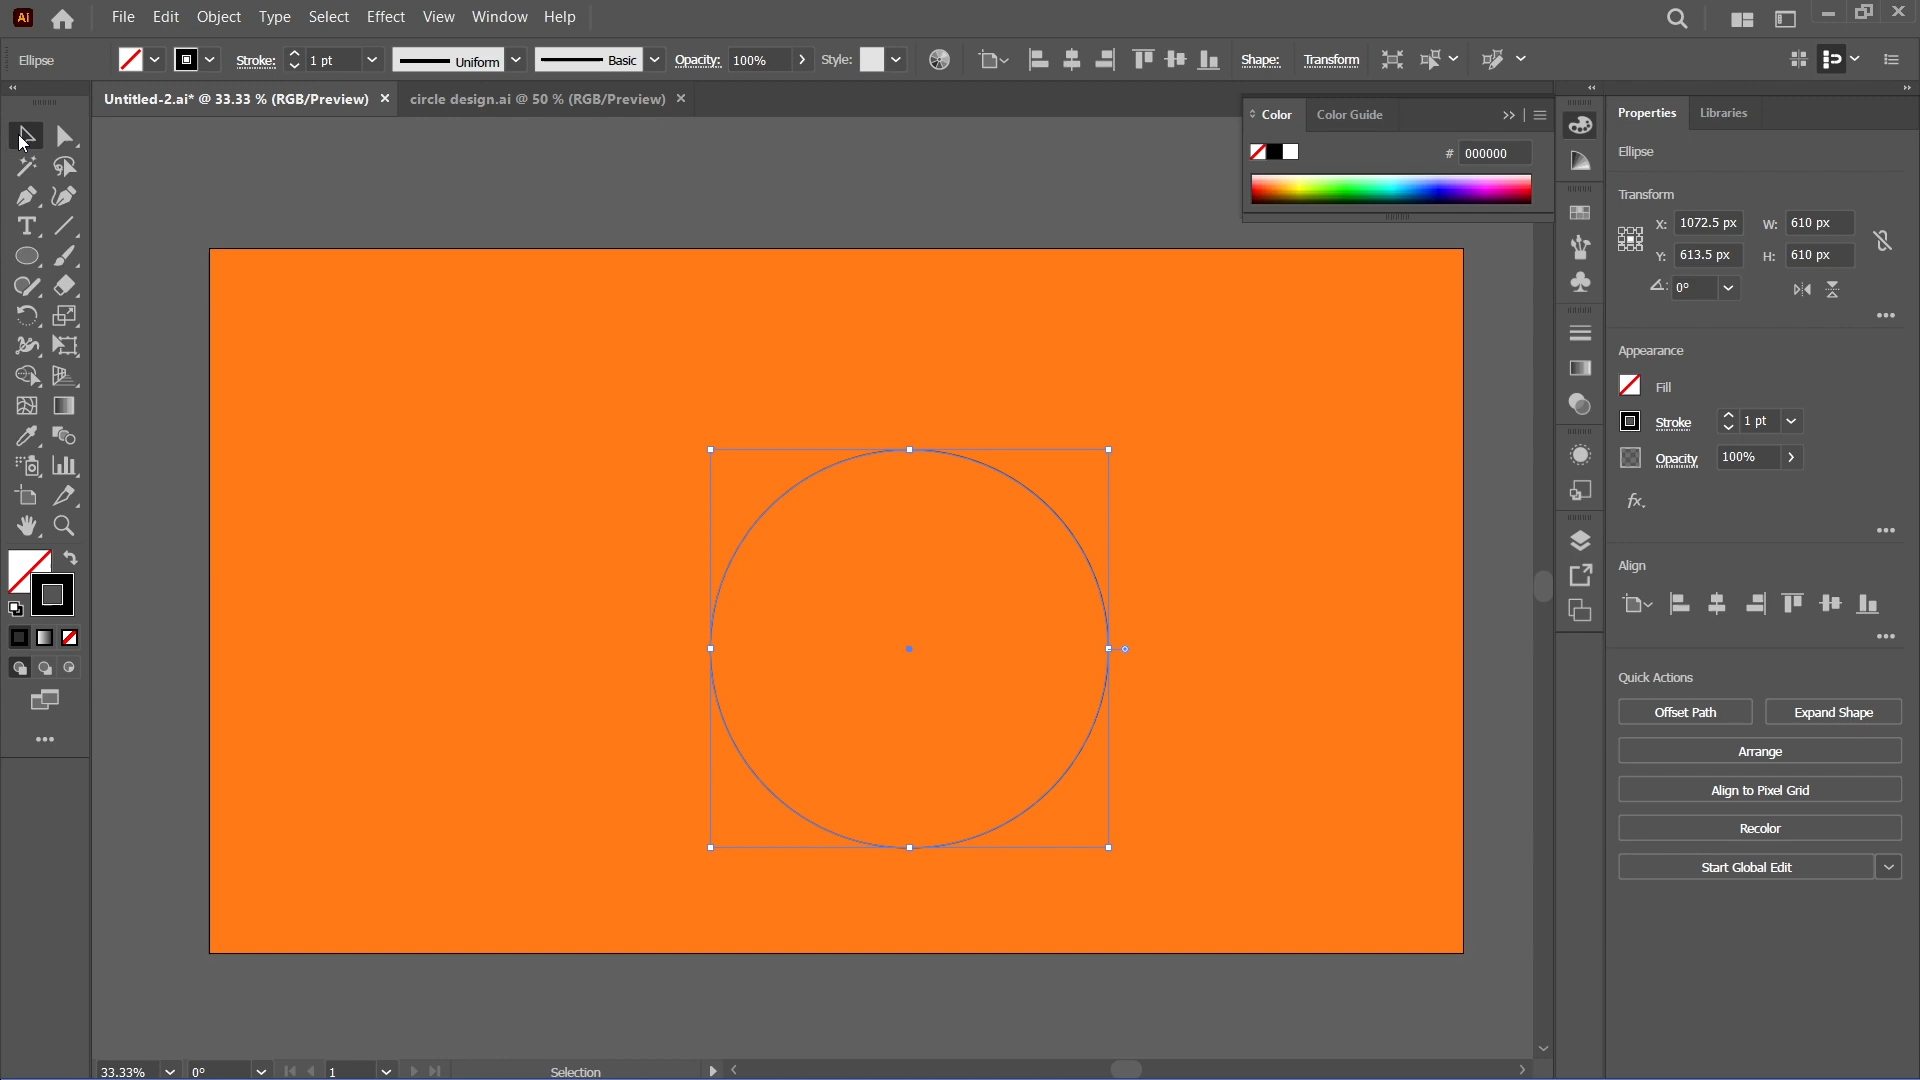 Ai File Edit Object Type Select Effect View Window Help
Ellipse Stroke: 1 pt Uniform Basic Opacity: 100% Style: Shape: Transform
Untitled-2.ai* @ 33.33 % (RGB/Preview) circle design.ai @ 50 % (RGB/Preview)
Color Color Guide
# 000000
Properties Libraries
Ellipse
Transform
X: 1072.5 px W: 610 px
Y: 613.5 px H: 610 px
0°
Appearance
Fill
Stroke 1 pt
Opacity 100%
fx.
Align
Quick Actions
Offset Path Expand Shape
Arrange
Align to Pixel Grid
Recolor
Start Global Edit
33.33% 0° 1 Selection